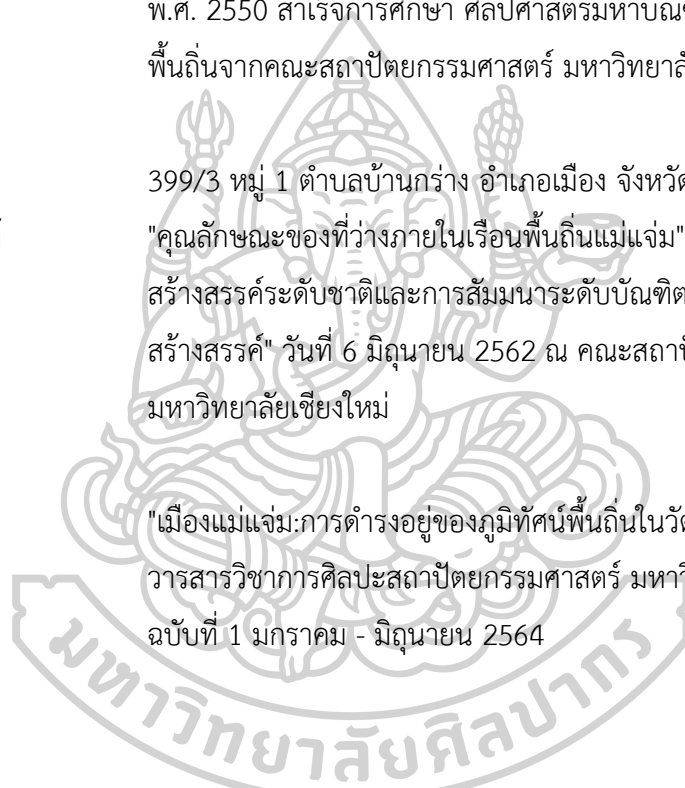 พ.ศ. 2550 สำเร็จการศึกษา ศิลปศาสตรมหาบัณฑิต
พื้นถิ่นจากคณะสถาปัตยกรรมศาสตร์ มหาวิทยาลัย
399/3 หมู่ 1 ตำบลบ้านกร่าง อำเภอเมือง จังหวัด
"คุณลักษณะของที่ว่างภายในเรือนพื้นถิ่นแม่แจ่ม"
สร้างสรรค์ระดับชาติและการสัมมนาระดับบัณฑิต
สร้างสรรค์" วันที่ 6 มิถุนายน 2562 ณ คณะสถาปั
มหาวิทยาลัยเชียงใหม่
"เมืองแม่แจ่ม:การดำรงอยู่ของภูมิทัศน์พื้นถิ่นในวั
วารสารวิชาการศิลปะสถาปัตยกรรมศาสตร์ มหาวิ
ฉบับที่ 1 มกราคม - มิถุนายน 2564
มหาวิทยาลัยศิลปากร